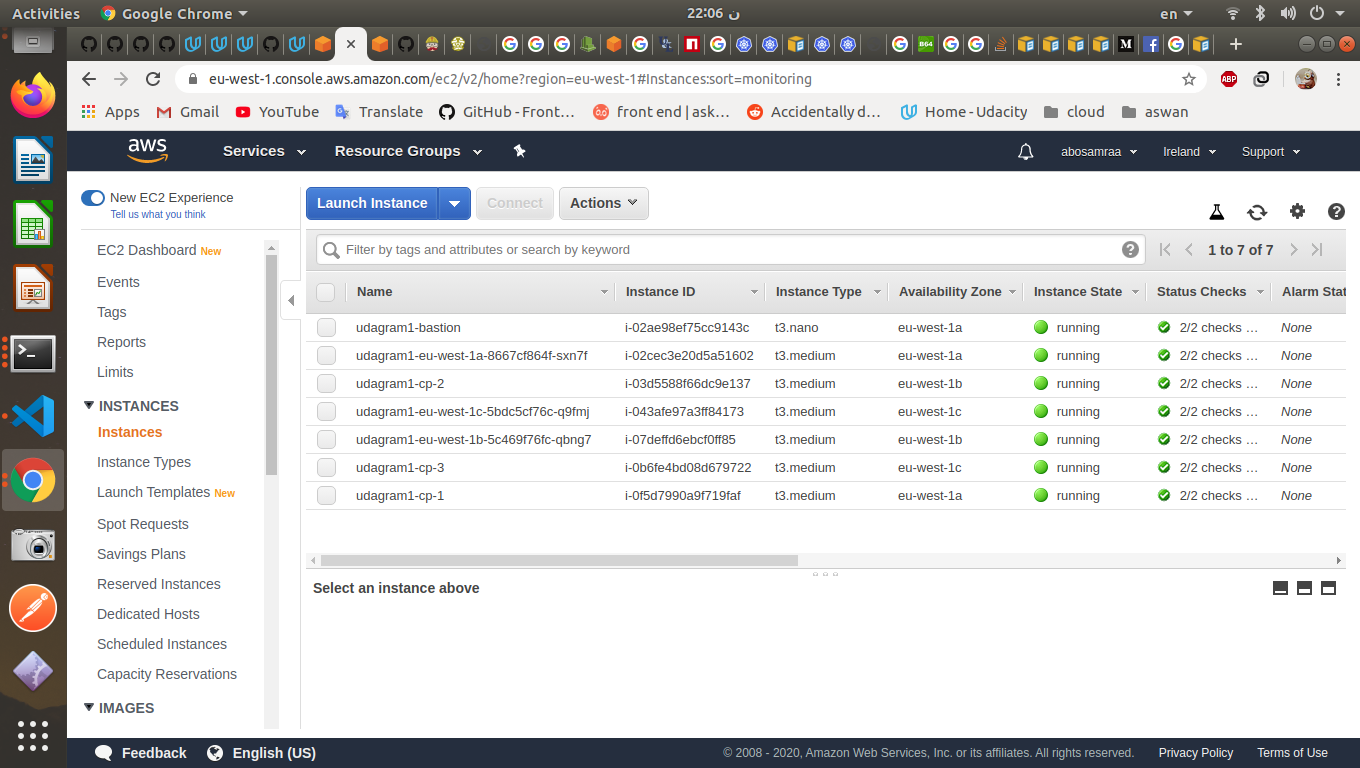 Activities Google Chrome 22:06 ن en
B64 M
eu-west-1.console.aws.amazon.com/ec2/v2/home?region=eu-west-1#Instances:sort=monitoring ABP
Apps Gmail YouTube Translate GitHub - Front… front end | ask… Accidentally d… Home - Udacity cloud aswan
aws Services Resource Groups abosamraa Ireland Support
New EC2 Experience
Tell us what you think
Launch Instance Connect Actions
EC2 Dashboard New
Events
Tags
Reports
Limits
INSTANCES
Instances
Instance Types
Launch Templates New
Spot Requests
Savings Plans
Reserved Instances
Dedicated Hosts
Scheduled Instances
Capacity Reservations
IMAGES
Filter by tags and attributes or search by keyword 1 to 7 of 7
Name Instance ID Instance Type Availability Zone Instance State Status Checks Alarm Stat
udagram1-bastion i-02ae98ef75cc9143c t3.nano eu-west-1a running 2/2 checks … None
udagram1-eu-west-1a-8667cf864f-sxn7f i-02cec3e20d5a51602 t3.medium eu-west-1a running 2/2 checks … None
udagram1-cp-2 i-03d5588f66dc9e137 t3.medium eu-west-1b running 2/2 checks … None
udagram1-eu-west-1c-5bdc5cf76c-q9fmj i-043afe97a3ff84173 t3.medium eu-west-1c running 2/2 checks … None
udagram1-eu-west-1b-5c469f76fc-qbng7 i-07deffd6ebcf0ff85 t3.medium eu-west-1b running 2/2 checks … None
udagram1-cp-3 i-0b6fe4bd08d679722 t3.medium eu-west-1c running 2/2 checks … None
udagram1-cp-1 i-0f5d7990a9f719faf t3.medium eu-west-1a running 2/2 checks … None
Select an instance above
Feedback English (US) © 2008 - 2020, Amazon Web Services, Inc. or its affiliates. All rights reserved. Privacy Policy Terms of Use